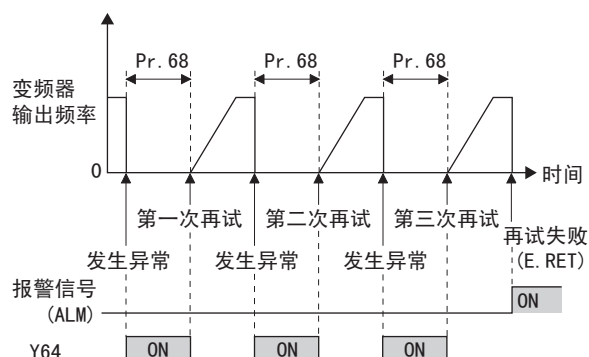 Pr. 68 Pr. 68 Pr. 68
变频器
输出频率
0
时间
第一次再试 第二次再试 第三次再试
再试失败
(E. RET)
发生异常 发生异常 发生异常
报警信号
(ALM)
ON
Y64 ON ON ON